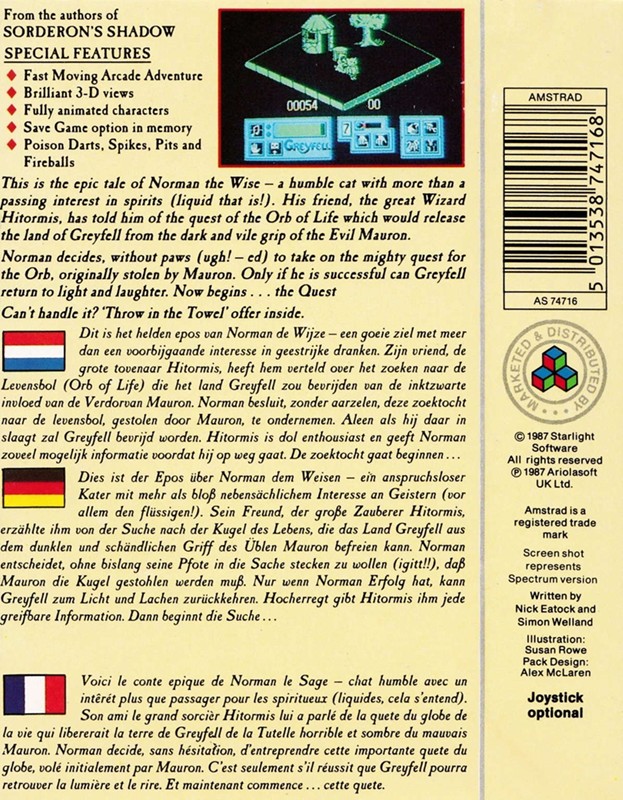 From the authors of
SORDERON'S SHADOW
SPECIAL FEATURES
♦ Fast Moving Arcade Adventure
♦ Brilliant 3-D views
♦ Fully animated characters
♦ Save Game option in memory
♦ Poison Darts, Spikes, Pits and
Fireballs
00054 00
GREYFELL
This is the epic tale of Norman the Wise – a humble cat with more than a
passing interest in spirits (liquid that is!). His friend, the great Wizard
Hitormis, has told him of the quest of the Orb of Life which would release
the land of Greyfell from the dark and vile grip of the Evil Mauron.
Norman decides, without paws (ugh! – ed) to take on the mighty quest for
the Orb, originally stolen by Mauron. Only if he is successful can Greyfell
return to light and laughter. Now begins . . . the Quest
Can't handle it? 'Throw in the Towel' offer inside.
Dit is het helden epos van Norman de Wijze – een goeie ziel met meer
dan een voorbijgaande interesse in geestrijke dranken. Zijn vriend, de
grote tovenaar Hitormis, heeft hem verteld over het zoeken naar de
Levensbol (Orb of Life) die het land Greyfell zou bevrijden van de inktzwarte
invloed van de Verdorvan Mauron. Norman besluit, zonder aarzelen, deze zoektocht
naar de levensbol, gestolen door Mauron, te ondernemen. Aleen als hij daar in
slaagt zal Greyfell bevrijd worden. Hitormis is dol enthousiast en geeft Norman
zoveel mogelijk informatie voordat hij op weg gaat. De zoektocht gaat beginnen . . .
Dies ist der Epos über Norman dem Weisen – ein anspruchsloser
Kater mit mehr als bloß nebensächlichem Interesse an Geistern (vor
allem den flüssigen!). Sein Freund, der große Zauberer Hitormis,
erzählte ihm von der Suche nach der Kugel des Lebens, die das Land Greyfell aus
dem dunklen und schändlichen Griff des Üblen Mauron befreien kann. Norman
entscheidet, ohne bislang seine Pfote in die Sache stecken zu wollen (igitt!!), daß
Mauron die Kugel gestohlen werden muß. Nur wenn Norman Erfolg hat, kann
Greyfell zum Licht und Lachen zurückkehren. Hocherregt gibt Hitormis ihm jede
greifbare Information. Dann beginnt die Suche . . .
Voici le conte epique de Norman le Sage – chat humble avec un
intérêt plus que passager pour les spiritueux (liquides, cela s'entend).
Son ami le grand sorcièr Hitormis lui a parlé de la quete du globe de
la vie qui libererait la terre de Greyfell de la Tutelle horrible et sombre du mauvais
Mauron. Norman decide, sans hésitation, d'entreprendre cette importante quete du
globe, volé initialement par Mauron. C'est seulement s'il réussit que Greyfell pourra
retrouver la lumière et le rire. Et maintenant commence . . . cette quete.
AMSTRAD
5 013538 747168
AS 74716
MARKETED & DISTRIBUTED BY
© 1987 Starlight
Software
All rights reserved
℗ 1987 Ariolasoft
UK Ltd.
Amstrad is a
registered trade
mark
Screen shot
represents
Spectrum version
Written by
Nick Eatock and
Simon Welland
Illustration:
Susan Rowe
Pack Design:
Alex McLaren
Joystick
optional